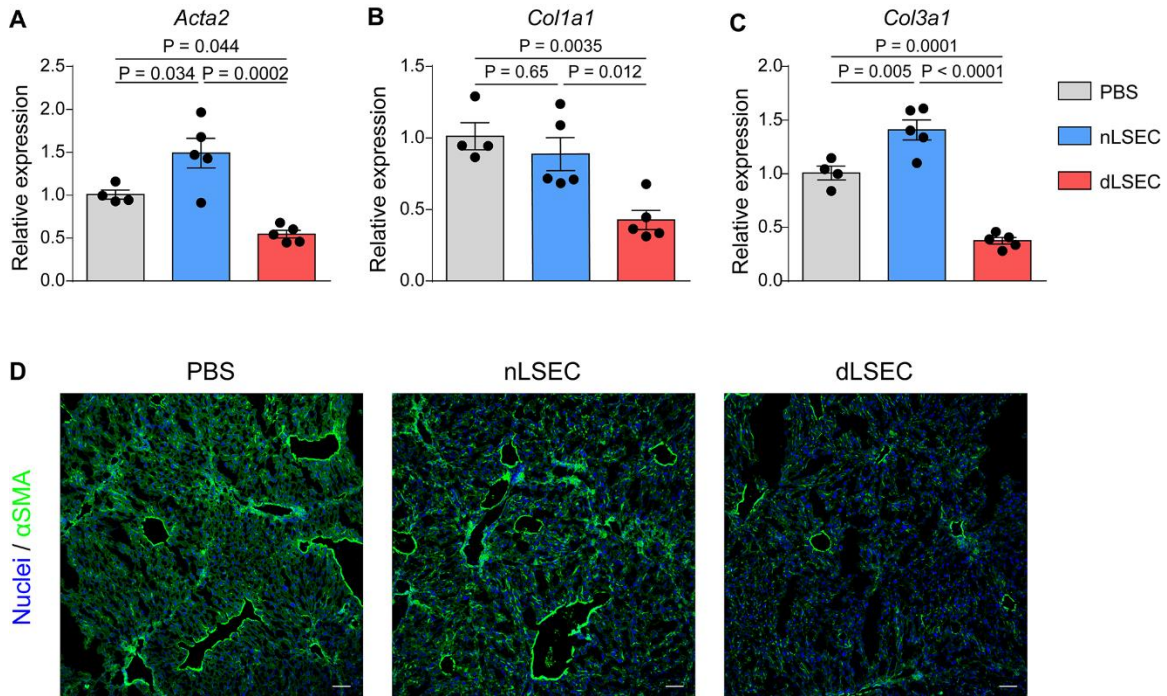 A
Acta2
P = 0.044
P = 0.034
P = 0.0002
Relative expression
2.5
2.0
1.5
1.0
0.5
0.0
B
Col1a1
P = 0.0035
P = 0.65
P = 0.012
Relative expression
1.5
1.0
0.5
0.0
C
Col3a1
P = 0.0001
P = 0.005
P < 0.0001
Relative expression
2.0
1.5
1.0
0.5
0.0
PBS
nLSEC
dLSEC
D
PBS
nLSEC
dLSEC
Nuclei / αSMA